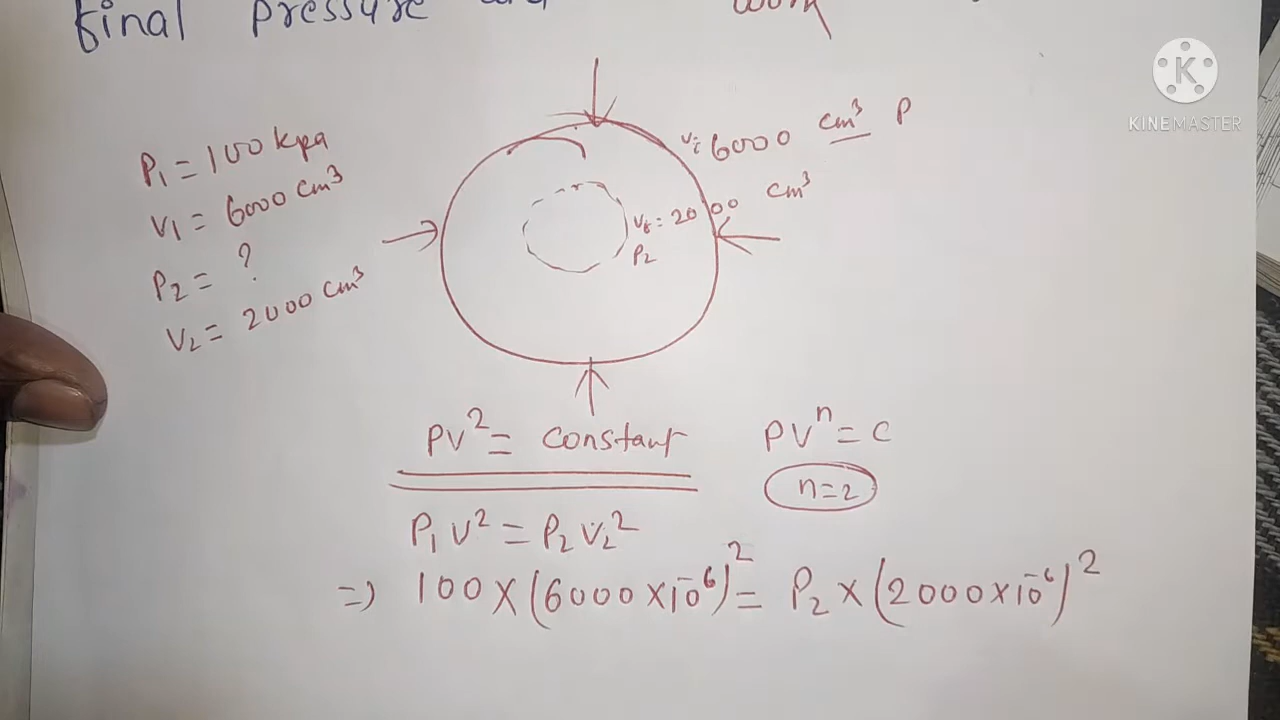 final pressure and work
KINEMASTER
P₁ = 100 kpa
V₁ = 6000 cm³
P₂ = ?
V₂ = 2000 cm³
Vᵢ 6000 cm³ P
= 2000 cm³
P₂
PV² = constant
PVⁿ = C
n=2
P₁V² = P₂V₂²
=) 100 X (6000 X10⁻⁶)² = P₂ X (2000 X10⁻⁶)²